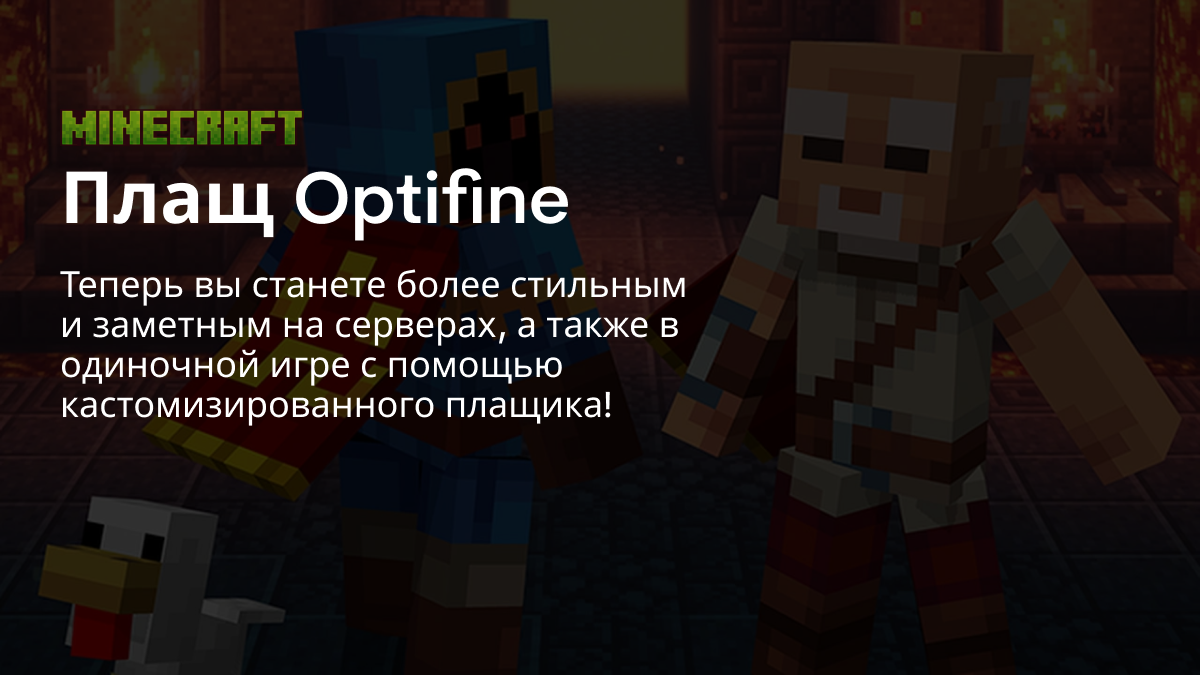 MINECRAFT
Плащ Optifine
Теперь вы станете более стильным
и заметным на серверах, а также в
одиночной игре с помощью
кастомизированного плащика!